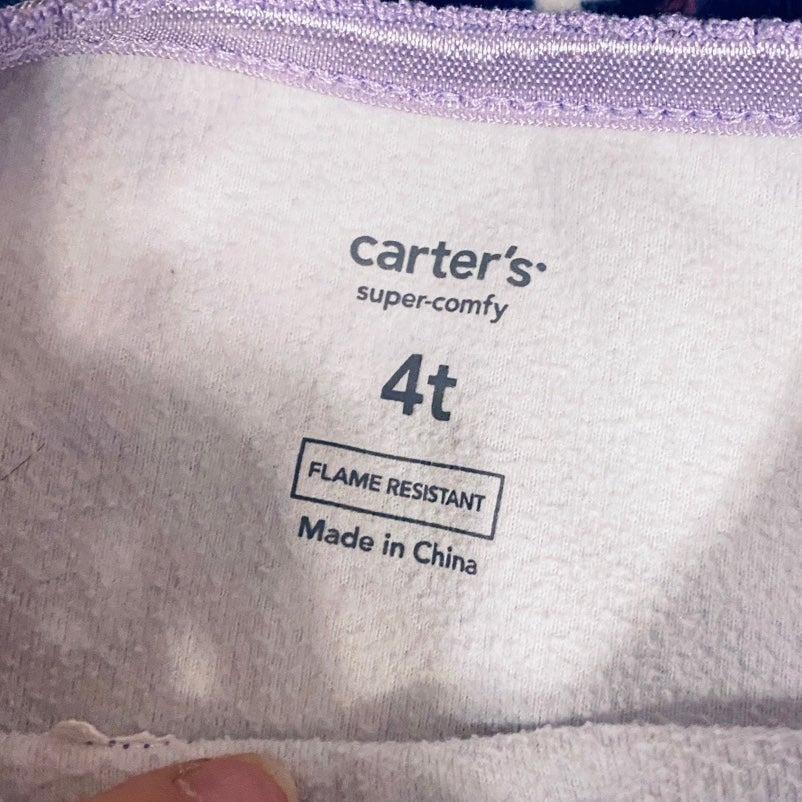 carter's
super-comfy
4t
FLAME RESISTANT
Made in China